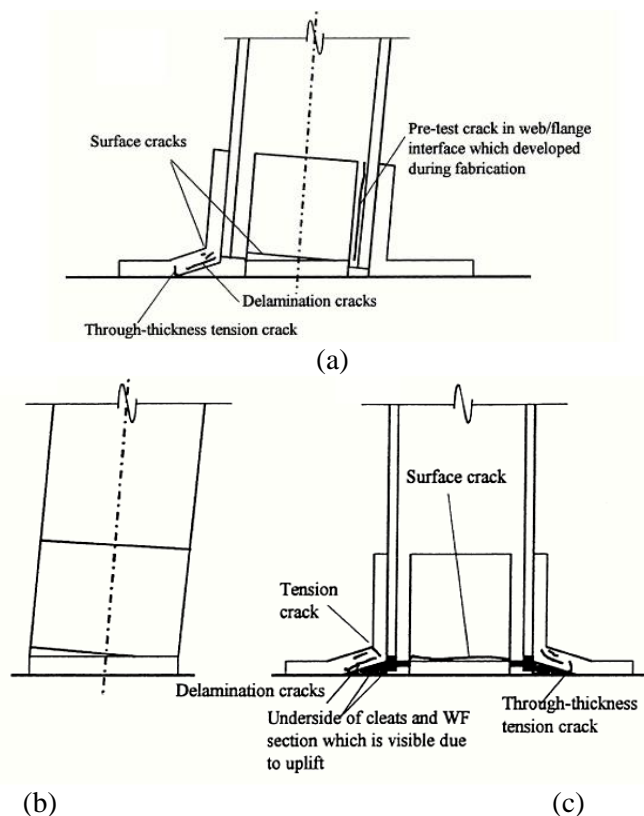 Surface cracks
Pre-test crack in web/flange
interface which developed
during fabrication
Delamination cracks
Through-thickness tension crack
(a)
Surface crack
Tension
crack
Delamination cracks
Underside of cleats and WF
section which is visible due
to uplift
Through-thickness
tension crack
(b)
(c)